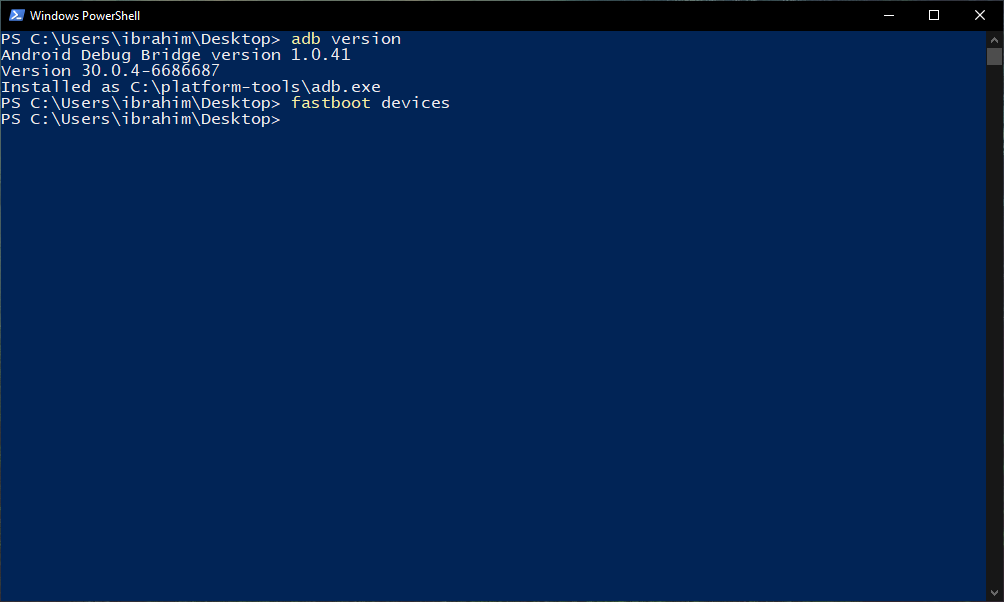 Windows PowerShell
PS C:\Users\ibrahim\Desktop> adb version
Android Debug Bridge version 1.0.41
Version 30.0.4-6686687
Installed as C:\platform-tools\adb.exe
PS C:\Users\ibrahim\Desktop> fastboot devices
PS C:\Users\ibrahim\Desktop>